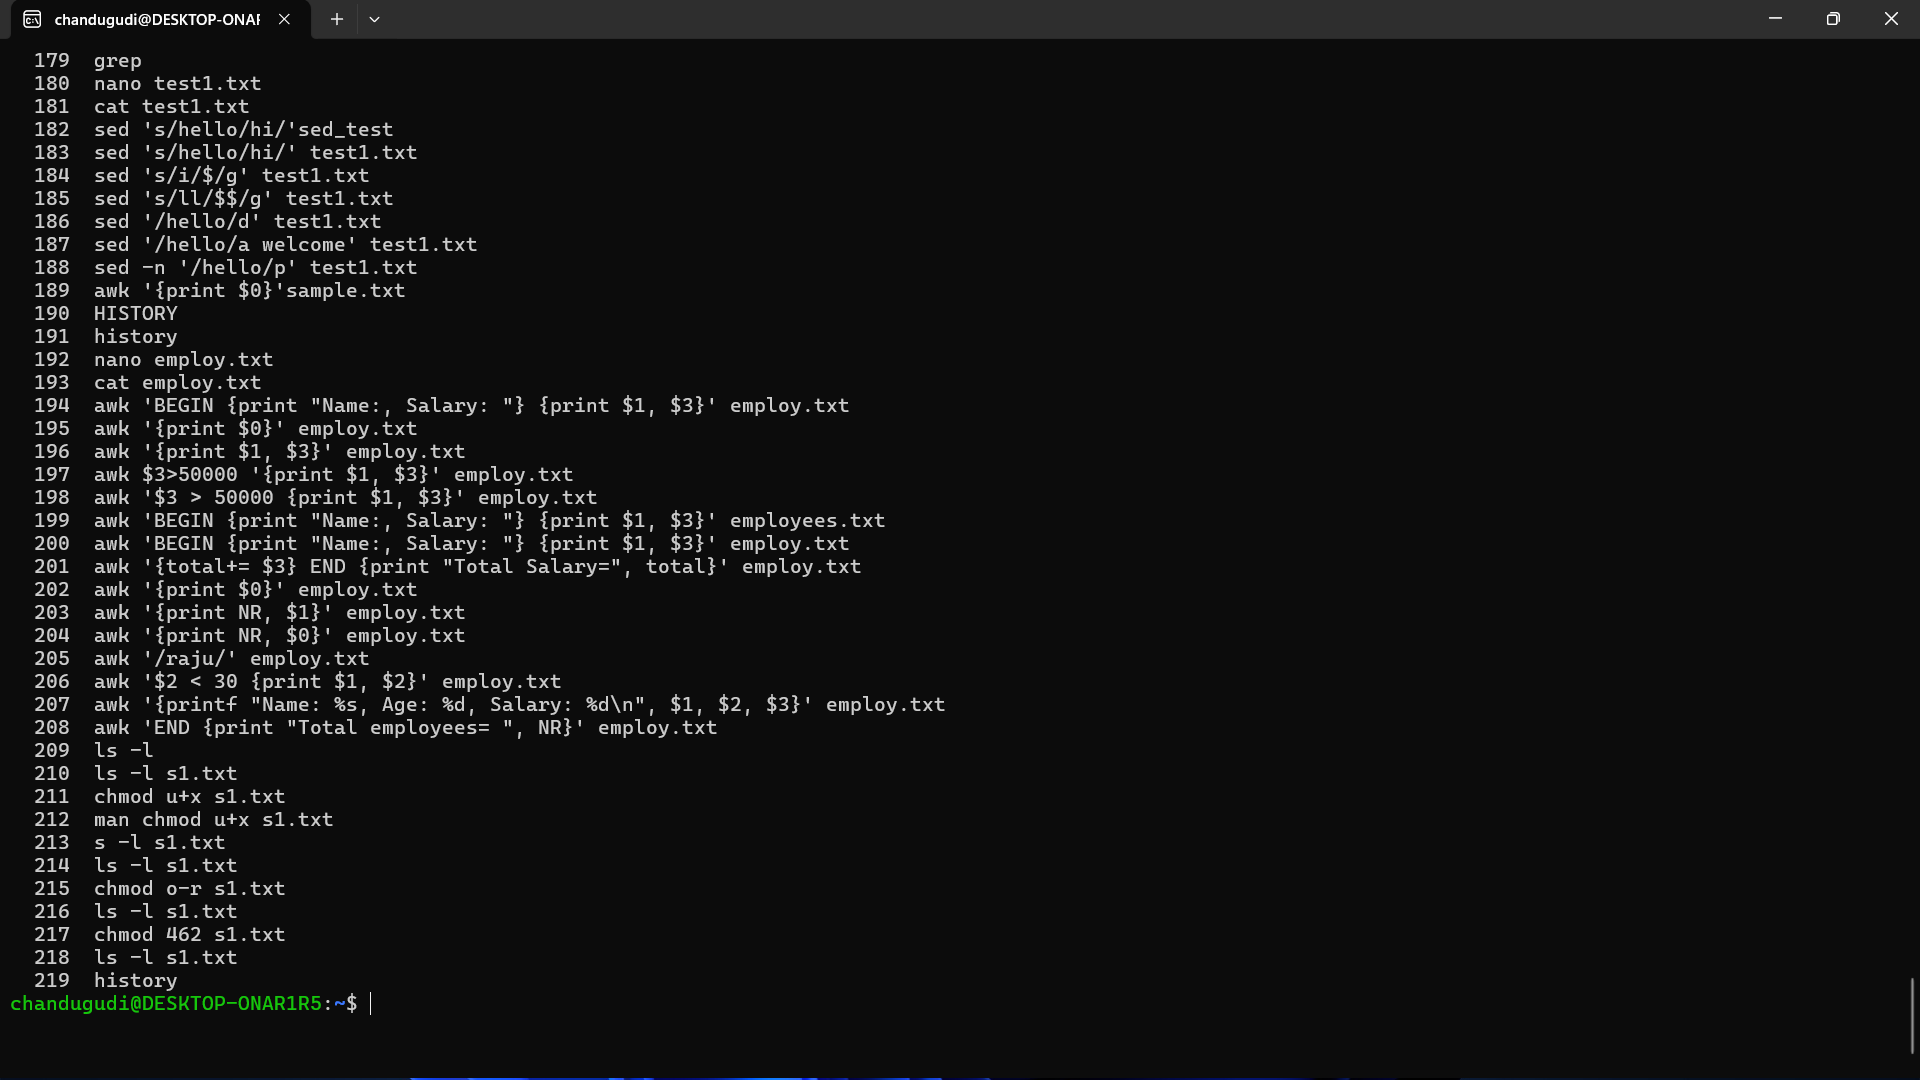 chandugudi@DESKTOP-ONAR
179 grep
180 nano test1.txt
181 cat test1.txt
182 sed 's/hello/hi/'sed_test
183 sed 's/hello/hi/' test1.txt
184 sed 's/i/$/g' test1.txt
185 sed 's/ll/$$/g' test1.txt
186 sed '/hello/d' test1.txt
187 sed '/hello/a welcome' test1.txt
188 sed -n '/hello/p' test1.txt
189 awk '{print $0}'sample.txt
190 HISTORY
191 history
192 nano employ.txt
193 cat employ.txt
194 awk 'BEGIN {print "Name:, Salary: "} {print $1, $3}' employ.txt
195 awk '{print $0}' employ.txt
196 awk '{print $1, $3}' employ.txt
197 awk $3>50000 '{print $1, $3}' employ.txt
198 awk '$3 > 50000 {print $1, $3}' employ.txt
199 awk 'BEGIN {print "Name:, Salary: "} {print $1, $3}' employees.txt
200 awk 'BEGIN {print "Name:, Salary: "} {print $1, $3}' employ.txt
201 awk '{total+= $3} END {print "Total Salary=", total}' employ.txt
202 awk '{print $0}' employ.txt
203 awk '{print NR, $1}' employ.txt
204 awk '{print NR, $0}' employ.txt
205 awk '/raju/' employ.txt
206 awk '$2 < 30 {print $1, $2}' employ.txt
207 awk '{printf "Name: %s, Age: %d, Salary: %d\n", $1, $2, $3}' employ.txt
208 awk 'END {print "Total employees= ", NR}' employ.txt
209 ls -l
210 ls -l s1.txt
211 chmod u+x s1.txt
212 man chmod u+x s1.txt
213 s -l s1.txt
214 ls -l s1.txt
215 chmod o-r s1.txt
216 ls -l s1.txt
217 chmod 462 s1.txt
218 ls -l s1.txt
219 history
chandugudi@DESKTOP-ONAR1R5:~$